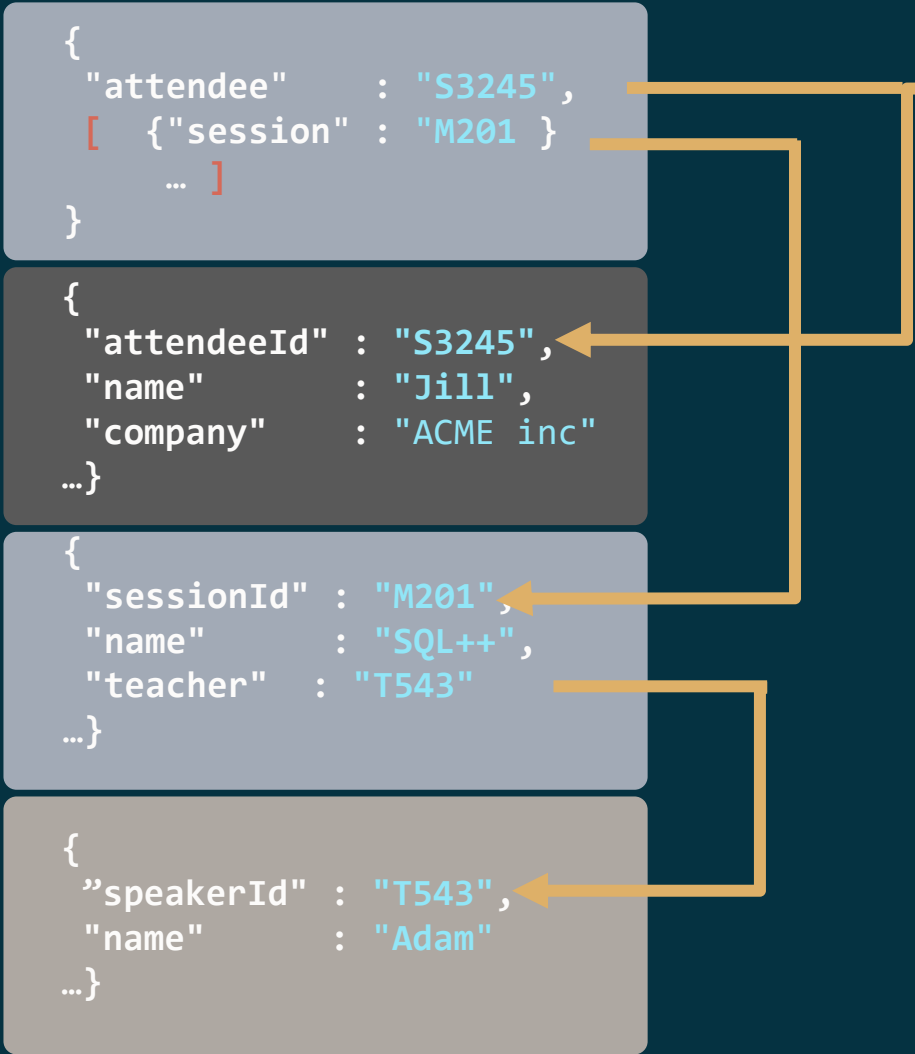 {
"attendee" : "S3245",
[ {"session" : "M201 }
… ]
}
{
"attendeeId" : "S3245",
"name" : "Jill",
"company" : "ACME inc"
…}
{
"sessionId" : "M201",
"name" : "SQL++",
"teacher" : "T543"
…}
{
”speakerId" : "T543",
"name" : "Adam"
…}